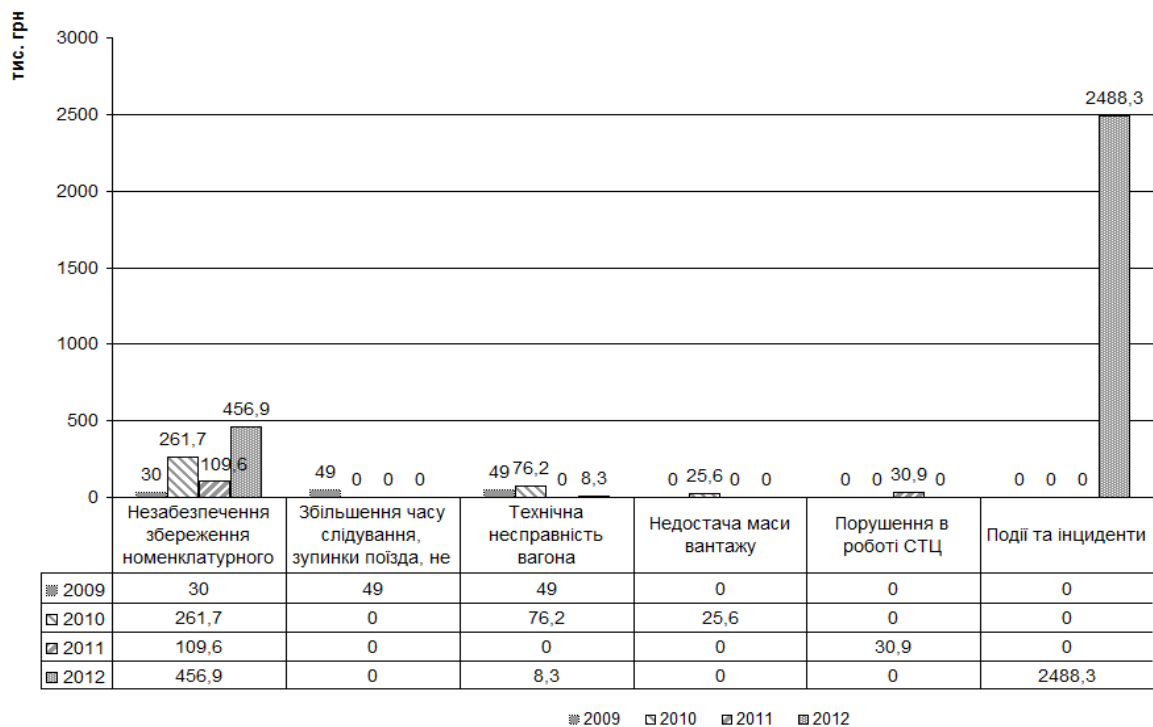 тис. грн
3000
2500
2000
1500
1000
500
0
30
261,7
109,6
456,9
49
0
0
0
49
76,2
0
8,3
0
25,6
0
0
0
0
30,9
0
0
0
0
2488,3
Незабезпечення
збереження
номенклатурного
Збільшення часу
слідування,
зупинки поїзда, не
Технічна
несправність
вагона
Недостача маси
вантажу
Порушення в
роботі СТЦ
Події та інциденти
2009 30 49 49 0 0 0
2010 261,7 0 76,2 25,6 0 0
2011 109,6 0 0 0 30,9 0
2012 456,9 0 8,3 0 0 2488,3
2009 2010 2011 2012